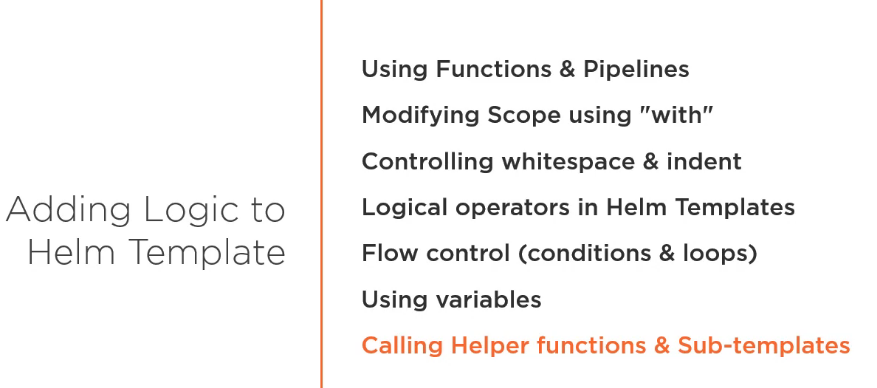 Adding Logic to
Helm Template
Using Functions & Pipelines
Modifying Scope using "with"
Controlling whitespace & indent
Logical operators in Helm Templates
Flow control (conditions & loops)
Using variables
Calling Helper functions & Sub-templates